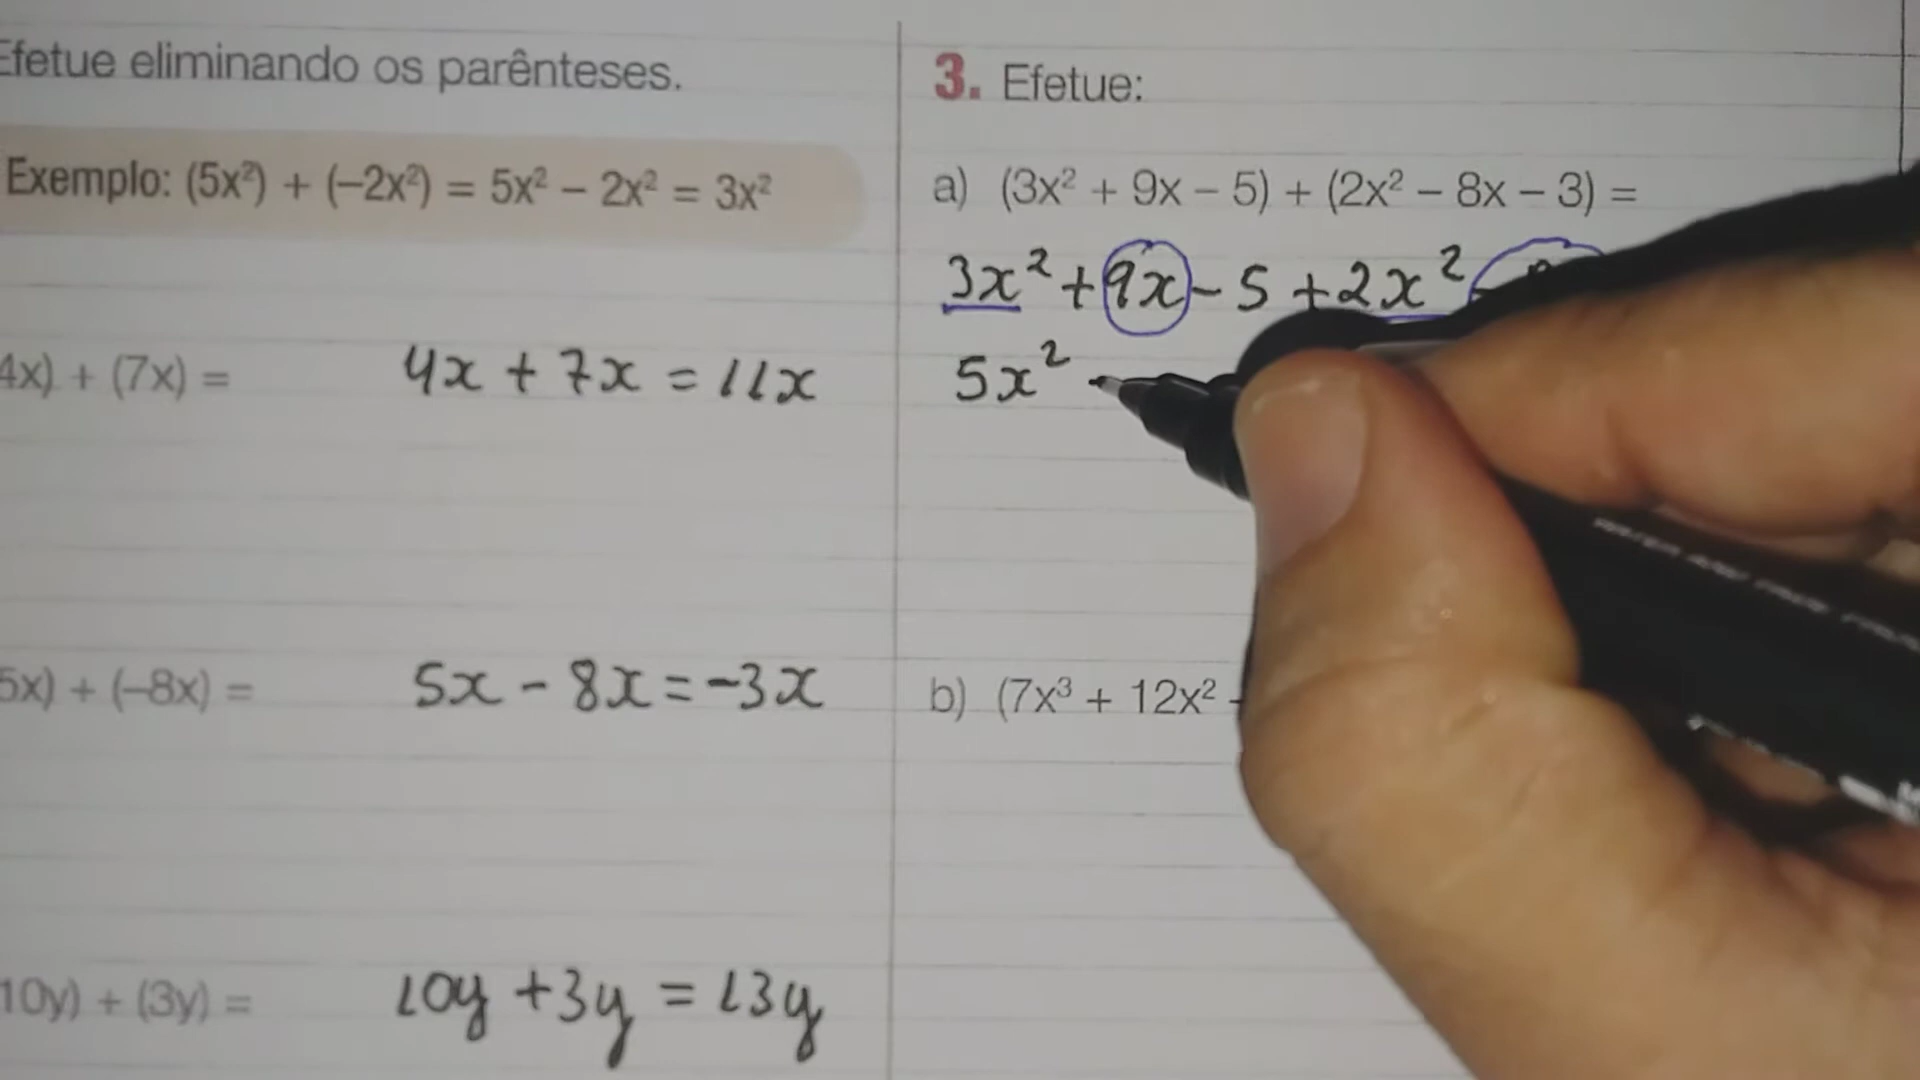 Efetue eliminando os parênteses.
Exemplo: (5x²) + (–2x²) = 5x² – 2x² = 3x²
4x) + (7x) = 4x + 7x = 11x
5x) + (–8x) = 5x - 8x = -3x
10y) + (3y) = 10y + 3y = 13y
3. Efetue:
a) (3x² + 9x – 5) + (2x² – 8x – 3) =
3x² + 9x - 5 + 2x² -
5x²
b) (7x³ + 12x²